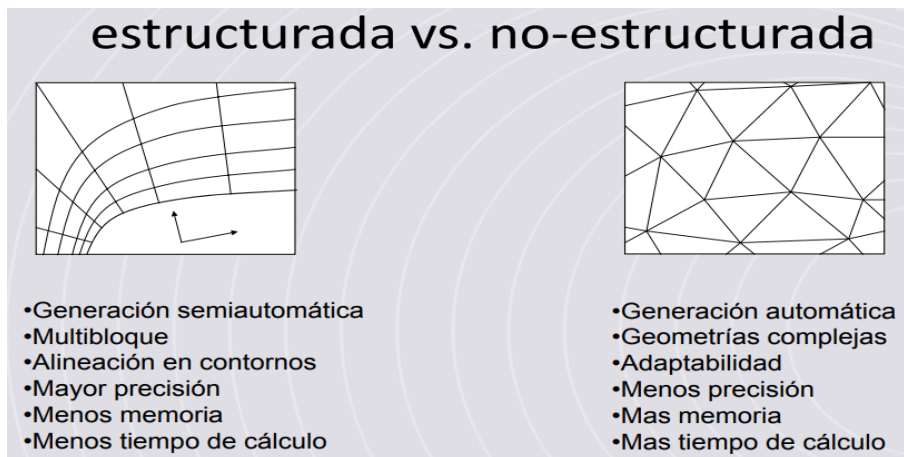 estructurada vs. no-estructurada
•Generación semiautomática
•Multibloque
•Alineación en contornos
•Mayor precisión
•Menos memoria
•Menos tiempo de cálculo
•Generación automática
•Geometrías complejas
•Adaptabilidad
•Menos precisión
•Mas memoria
•Mas tiempo de cálculo